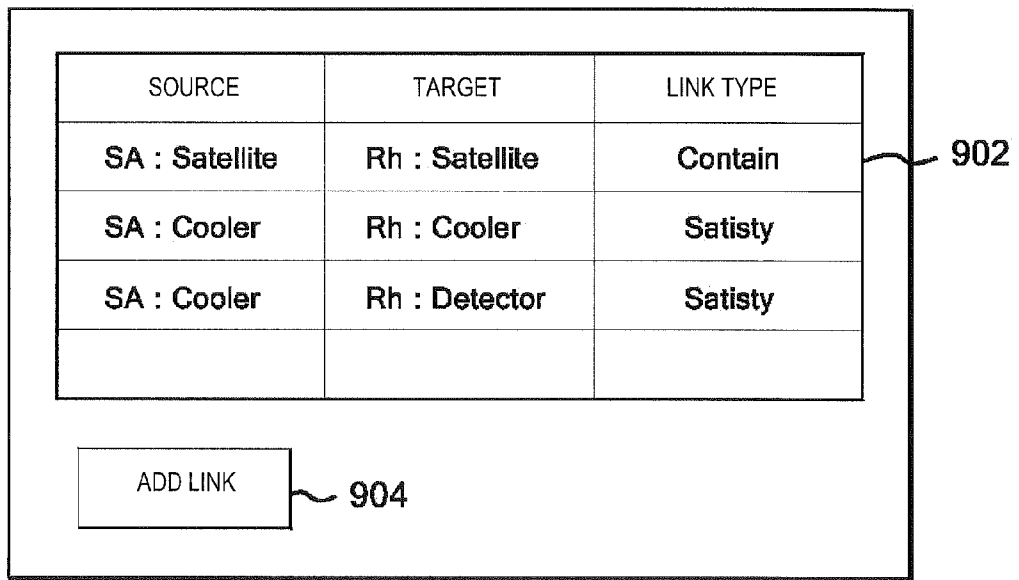 SOURCE TARGET LINK TYPE
SA : Satellite Rh : Satellite Contain
902
SA : Cooler Rh : Cooler Satisty
SA : Cooler Rh : Detector Satisty
ADD LINK
904